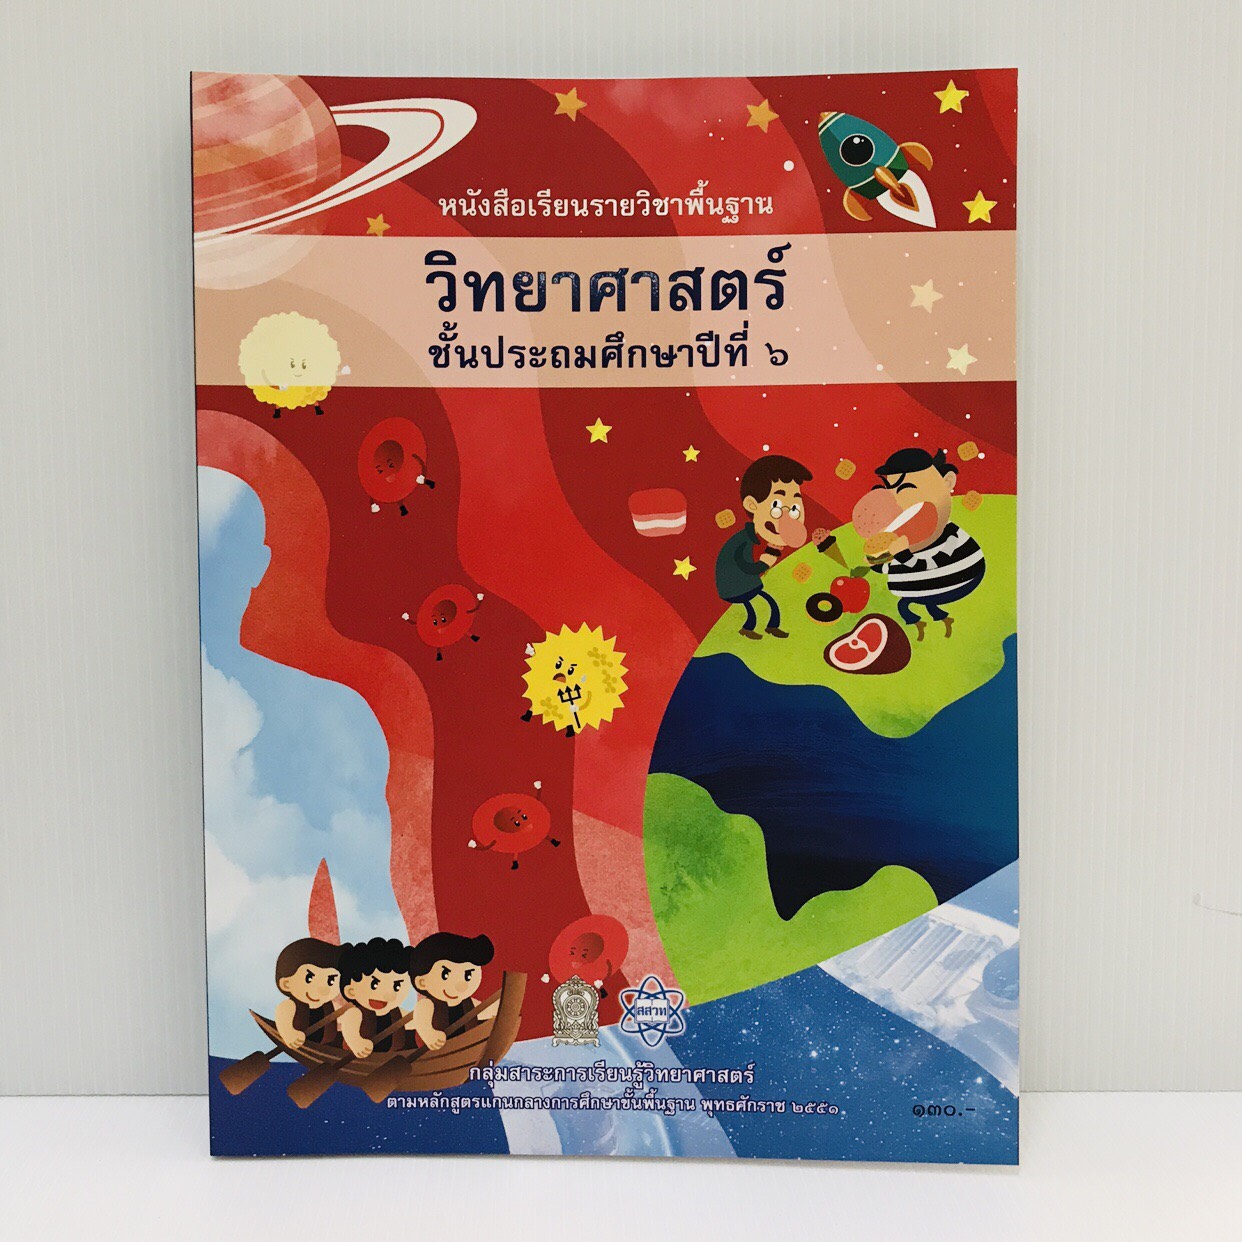 หนังสือเรียนรายวิชาพื้นฐาน
วิทยาศาสตร์
ชั้นประถมศึกษาปีที่ ๖
สสวท
กลุ่มสาระการเรียนรู้วิทยาศาสตร์
ตามหลักสูตรแกนกลางการศึกษาขั้นพื้นฐาน พุทธศักราช ๒๕๕๑
๑๓๐.-